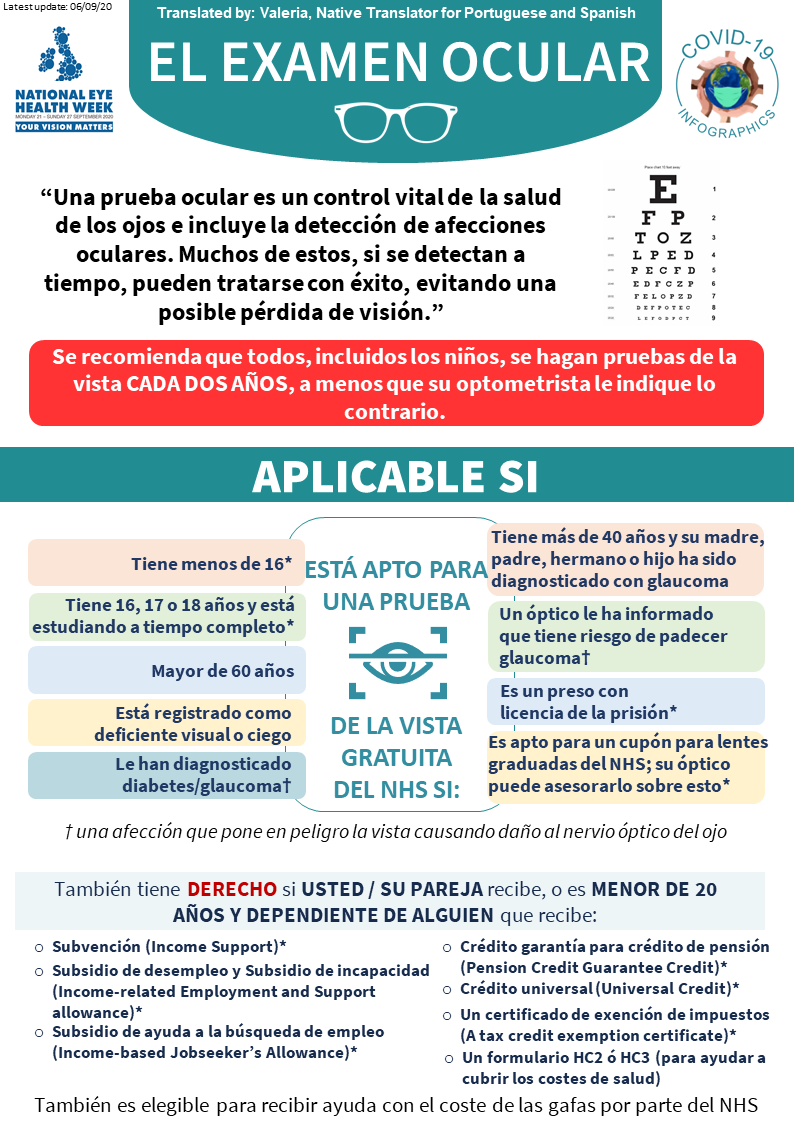 Latest update: 06/09/20
Translated by: Valeria, Native Translator for Portuguese and Spanish
EL EXAMEN OCULAR
NATIONAL EYE
HEALTH WEEK
MONDAY 21 - SUNDAY 27 SEPTEMBER 2020
YOUR VISION MATTERS
COVID-19
INFOGRAPHICS
“Una prueba ocular es un control vital de la salud
de los ojos e incluye la detección de afecciones
oculares. Muchos de estos, si se detectan a
tiempo, pueden tratarse con éxito, evitando una
posible pérdida de visión.”
E 1
F P 2
T O Z 3
L P E D 4
P E C F D 5
E D F C Z P 6
F E L O P Z D 7
D E F P O T E C 8
L E F O D P C T 9
Se recomienda que todos, incluidos los niños, se hagan pruebas de la
vista CADA DOS AÑOS, a menos que su optometrista le indique lo
contrario.
APLICABLE SI
Tiene menos de 16*
Tiene 16, 17 o 18 años y está
estudiando a tiempo completo*
Mayor de 60 años
Está registrado como
deficiente visual o ciego
Le han diagnosticado
diabetes/glaucoma†
ESTÁ APTO PARA
UNA PRUEBA
DE LA VISTA
GRATUITA
DEL NHS SI:
Tiene más de 40 años y su madre,
padre, hermano o hijo ha sido
diagnosticado con glaucoma
Un óptico le ha informado
que tiene riesgo de padecer
glaucoma†
Es un preso con
licencia de la prisión*
Es apto para un cupón para lentes
graduadas del NHS; su óptico
puede asesorarlo sobre esto*
† una afección que pone en peligro la vista causando daño al nervio óptico del ojo
También tiene DERECHO si USTED / SU PAREJA recibe, o es MENOR DE 20
AÑOS Y DEPENDIENTE DE ALGUIEN que recibe:
o Subvención (Income Support)*
o Subsidio de desempleo y Subsidio de incapacidad
(Income-related Employment and Support
allowance)*
o Subsidio de ayuda a la búsqueda de empleo
(Income-based Jobseeker’s Allowance)*
o Crédito garantía para crédito de pensión
(Pension Credit Guarantee Credit)*
o Crédito universal (Universal Credit)*
o Un certificado de exención de impuestos
(A tax credit exemption certificate)*
o Un formulario HC2 ó HC3 (para ayudar a
cubrir los costes de salud)
También es elegible para recibir ayuda con el coste de las gafas por parte del NHS